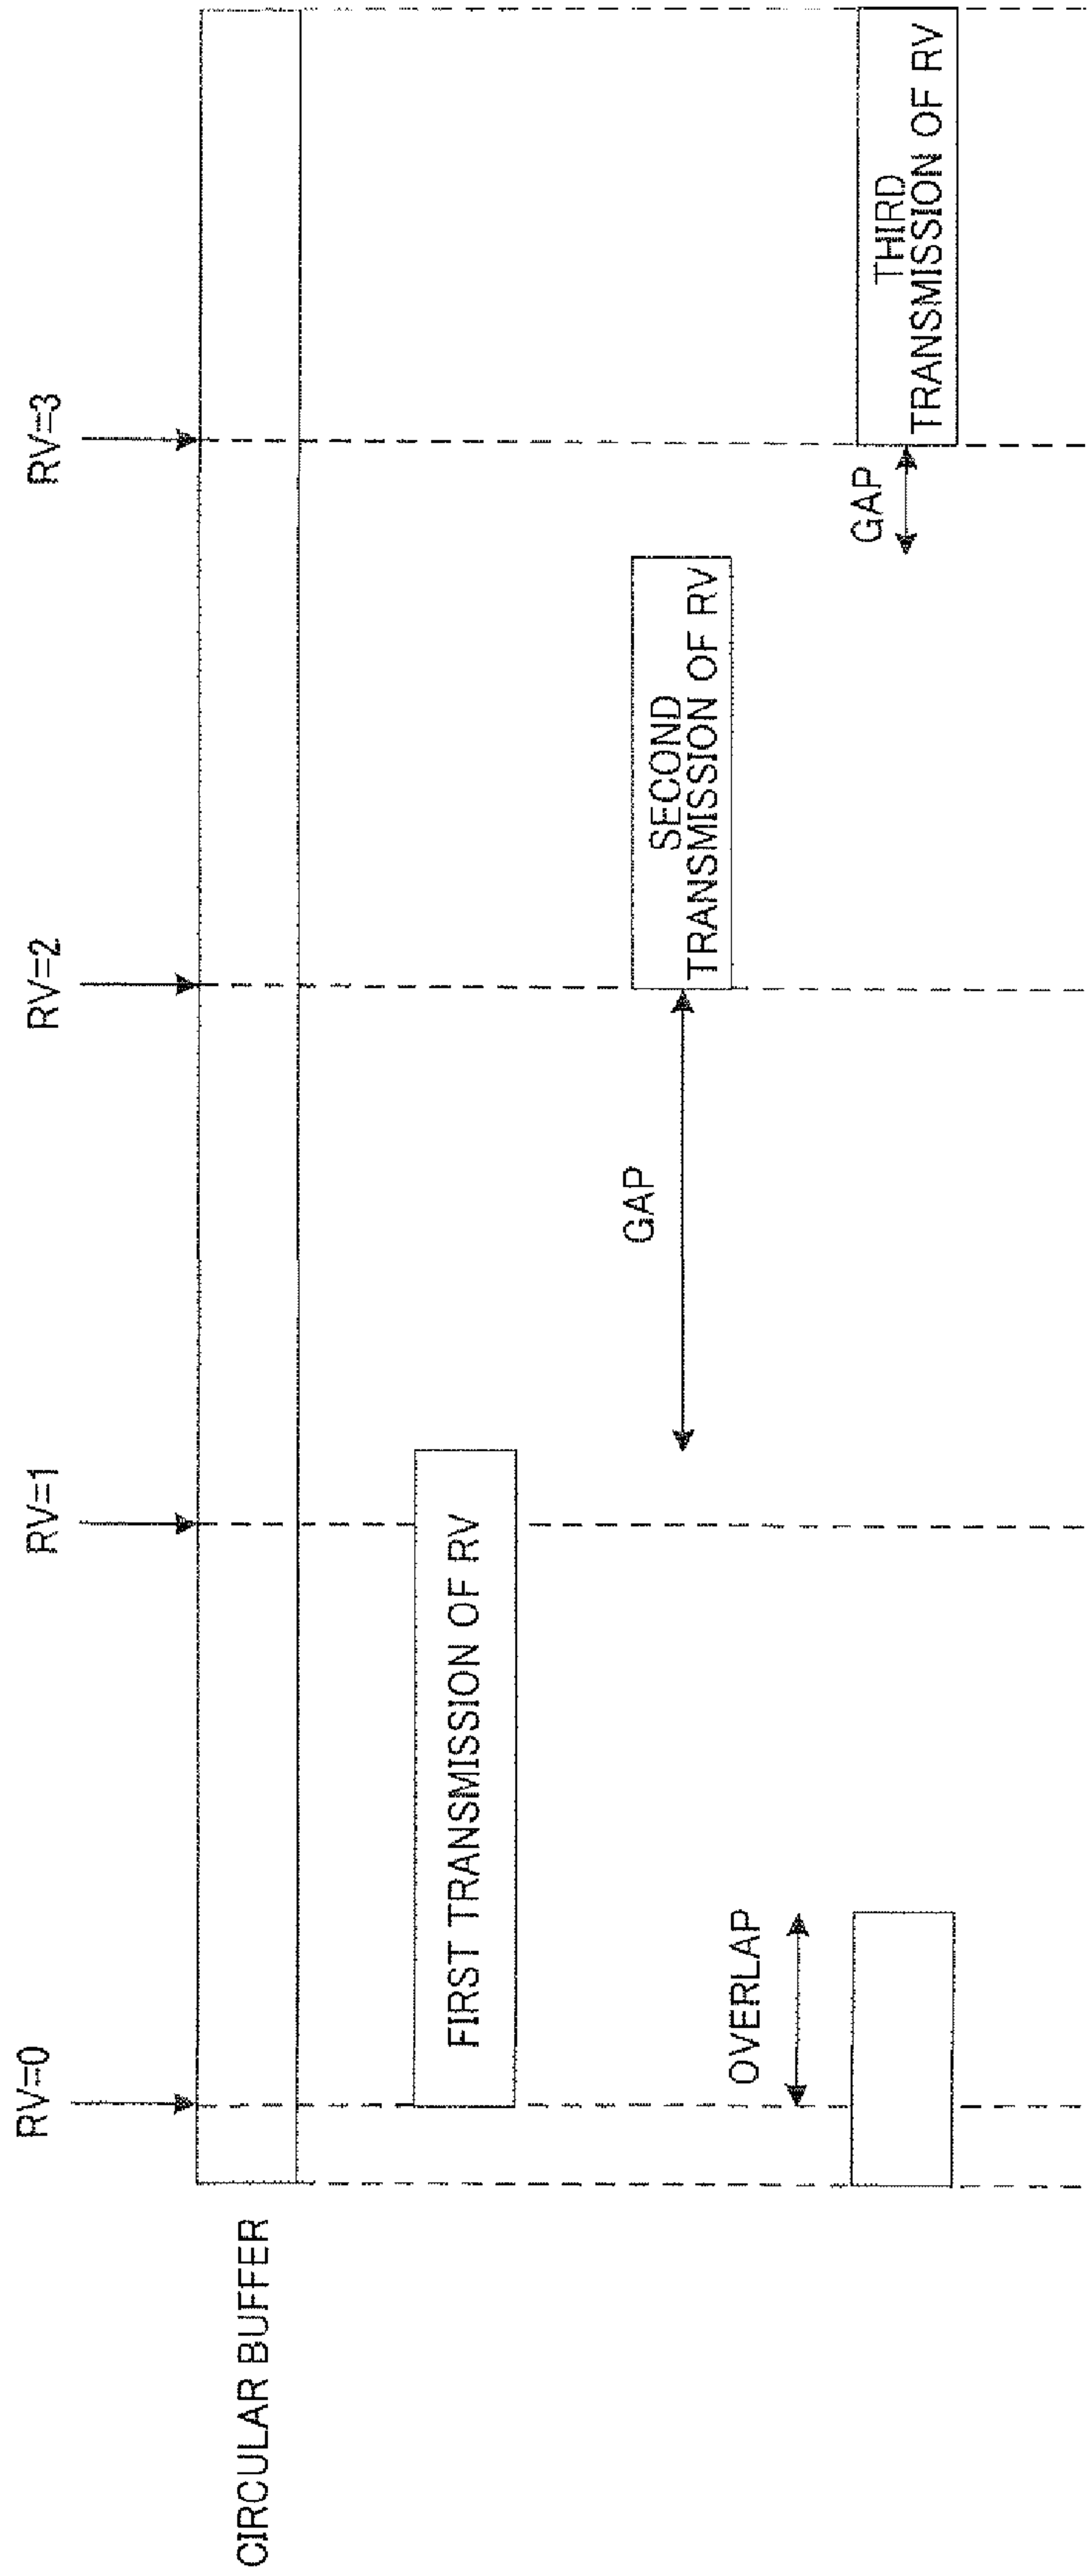 RV=0
RV=1
RV=2
RV=3
CIRCULAR BUFFER
FIRST TRANSMISSION OF RV
GAP
SECOND
TRANSMISSION OF RV
OVERLAP
GAP
THIRD
TRANSMISSION OF RV